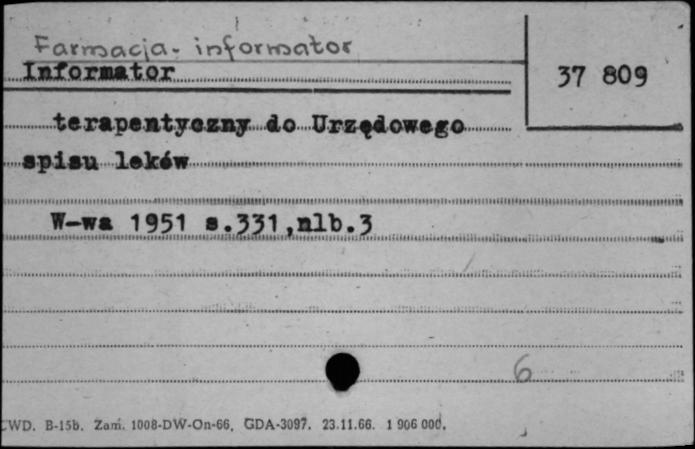 Farmacja. informator
Informator
37 809
terapentyczny do Urzędowego
spisu leków
W-wa 1951 s.331,nlb.3
6
CWD. B-15b. Zam. 1008-DW-On-66. GDA-3097. 23.11.66. 1 906 000.